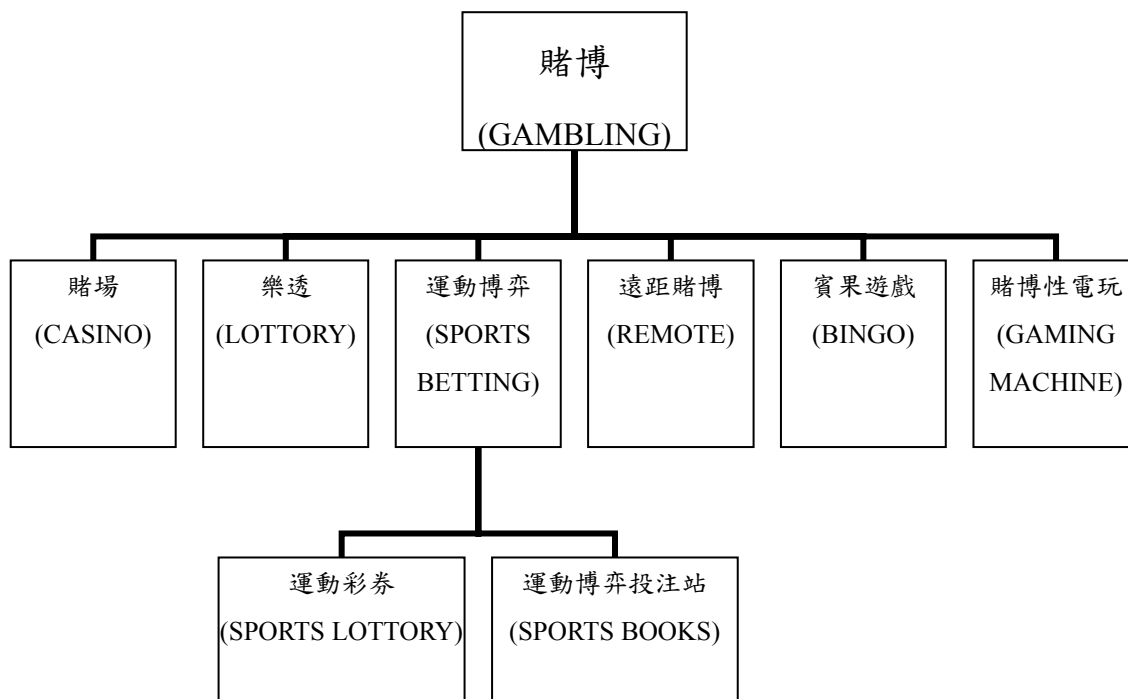 賭博
(GAMBLING)
賭場
(CASINO)
樂透
(LOTTORY)
運動博弈
(SPORTS
BETTING)
遠距賭博
(REMOTE)
賓果遊戲
(BINGO)
賭博性電玩
(GAMING
MACHINE)
運動彩券
(SPORTS LOTTORY)
運動博弈投注站
(SPORTS BOOKS)